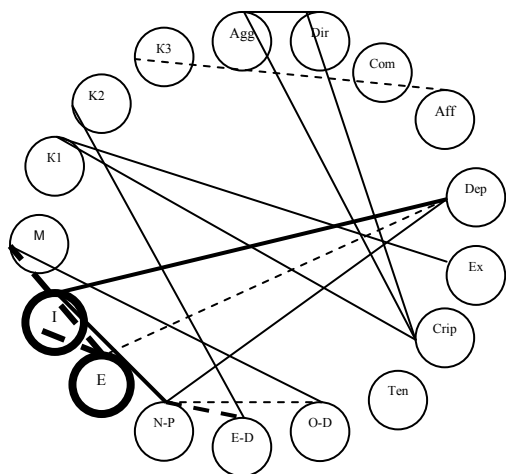 Agg
Dir
K3
Com
K2
Aff
K1
Dep
M
Ex
I
Crip
E
Ten
N-P
E-D
O-D